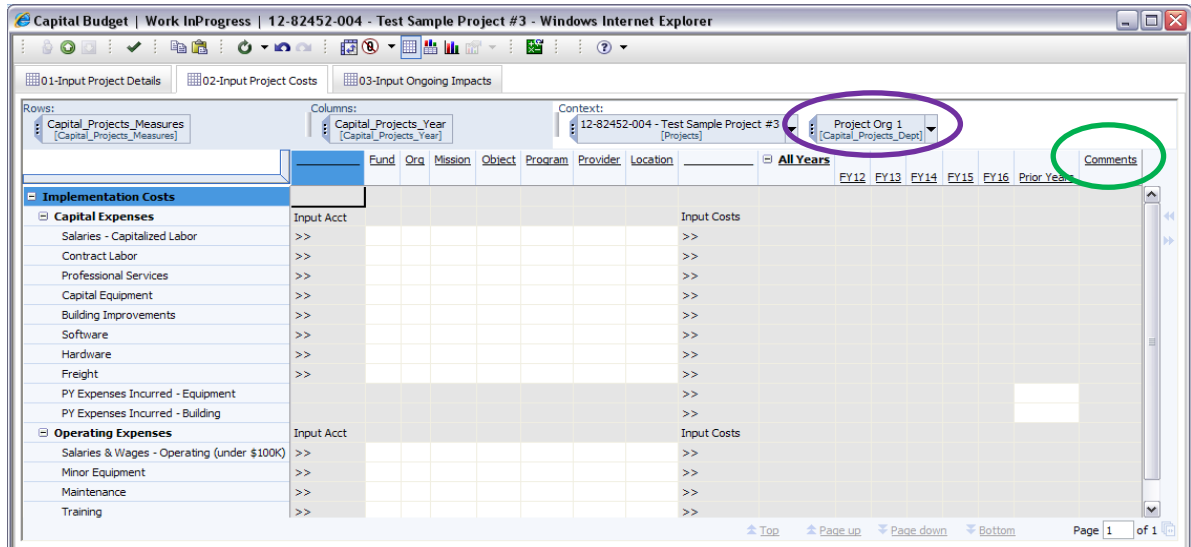 Capital Budget | Work InProgress | 12-82452-004 - Test Sample Project #3 - Windows Internet Explorer
01-Input Project Details 02-Input Project Costs 03-Input Ongoing Impacts
Rows: Columns: Context:
Capital_Projects_Measures Capital_Projects_Year 12-82452-004 - Test Sample Project #3 Project Org 1
[Capital_Projects_Measures] [Capital_Projects_Year] [Projects] [Capital_Projects_Dept]
Fund Org Mission Object Program Provider Location All Years Comments
FY12 FY13 FY14 FY15 FY16 Prior Years
Implementation Costs
Capital Expenses Input Acct Input Costs
Salaries - Capitalized Labor >> >>
Contract Labor >> >>
Professional Services >> >>
Capital Equipment >> >>
Building Improvements >> >>
Software >> >>
Hardware >> >>
Freight >> >>
PY Expenses Incurred - Equipment >>
PY Expenses Incurred - Building >>
Operating Expenses Input Acct Input Costs
Salaries & Wages - Operating (under $100K) >> >>
Minor Equipment >> >>
Maintenance >> >>
Training >> >>
Top Page up Page down Bottom Page 1 of 1